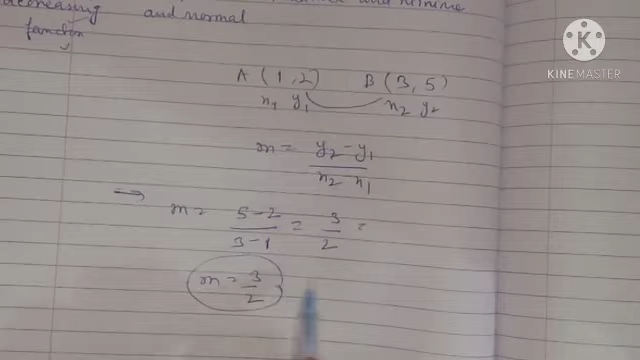 decreasing and normal
function
A (1, 2) B (3, 5)
x1 y1 x2 y2
m = y2 - y1
x2 x1
⇒ m = 5-2 = 3 =
3-1 2
m = 3
2
KINEMASTER